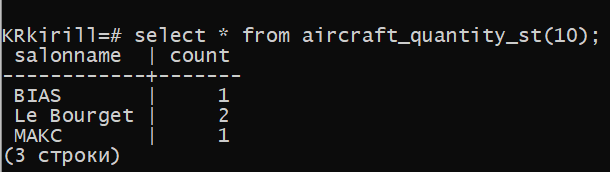 KRkirill=# select * from aircraft_quantity_st(10);
salonname | count
------------+-------
BIAS | 1
Le Bourget | 2
МАКС | 1
(3 строки)